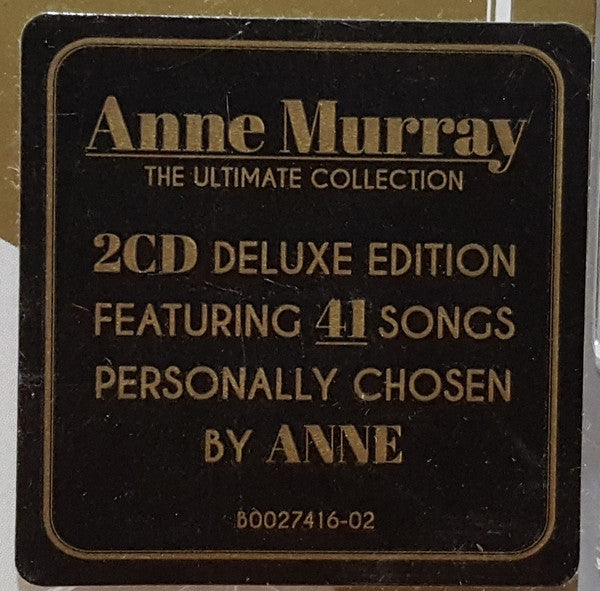 Anne Murray
THE ULTIMATE COLLECTION
2CD DELUXE EDITION
FEATURING 41 SONGS
PERSONALLY CHOSEN
BY ANNE
B0027416-02